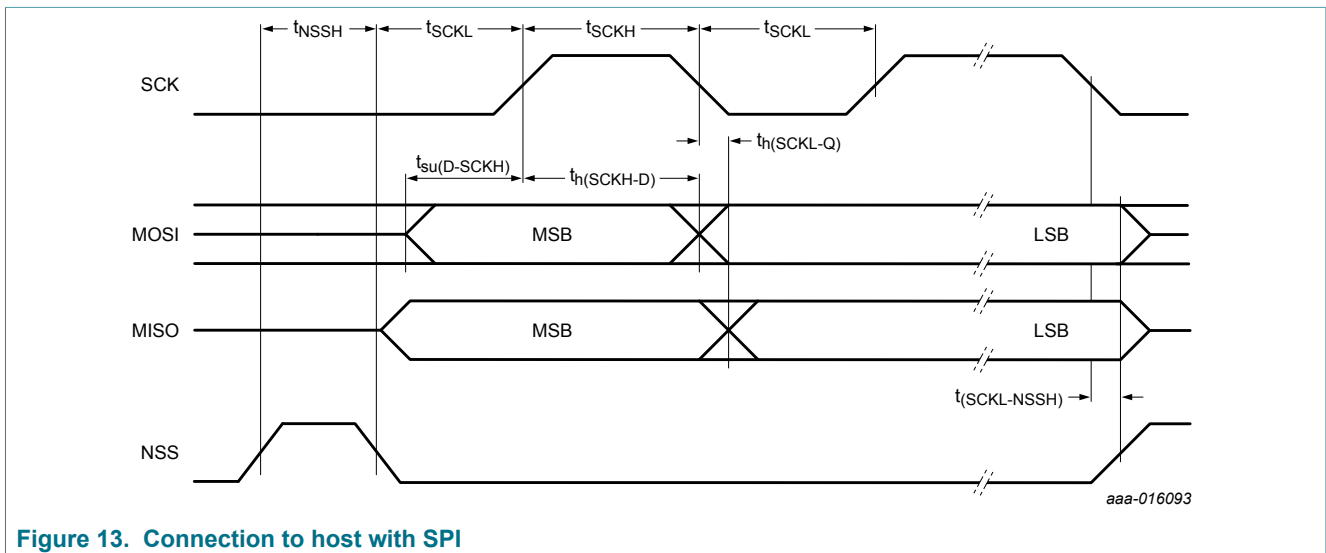 tNSSH tSCKL tSCKH tSCKL
SCK
th(SCKL-Q)
tsu(D-SCKH) th(SCKH-D)
MOSI MSB LSB
MISO MSB LSB
t(SCKL-NSSH)
NSS
aaa-016093
Figure 13. Connection to host with SPI